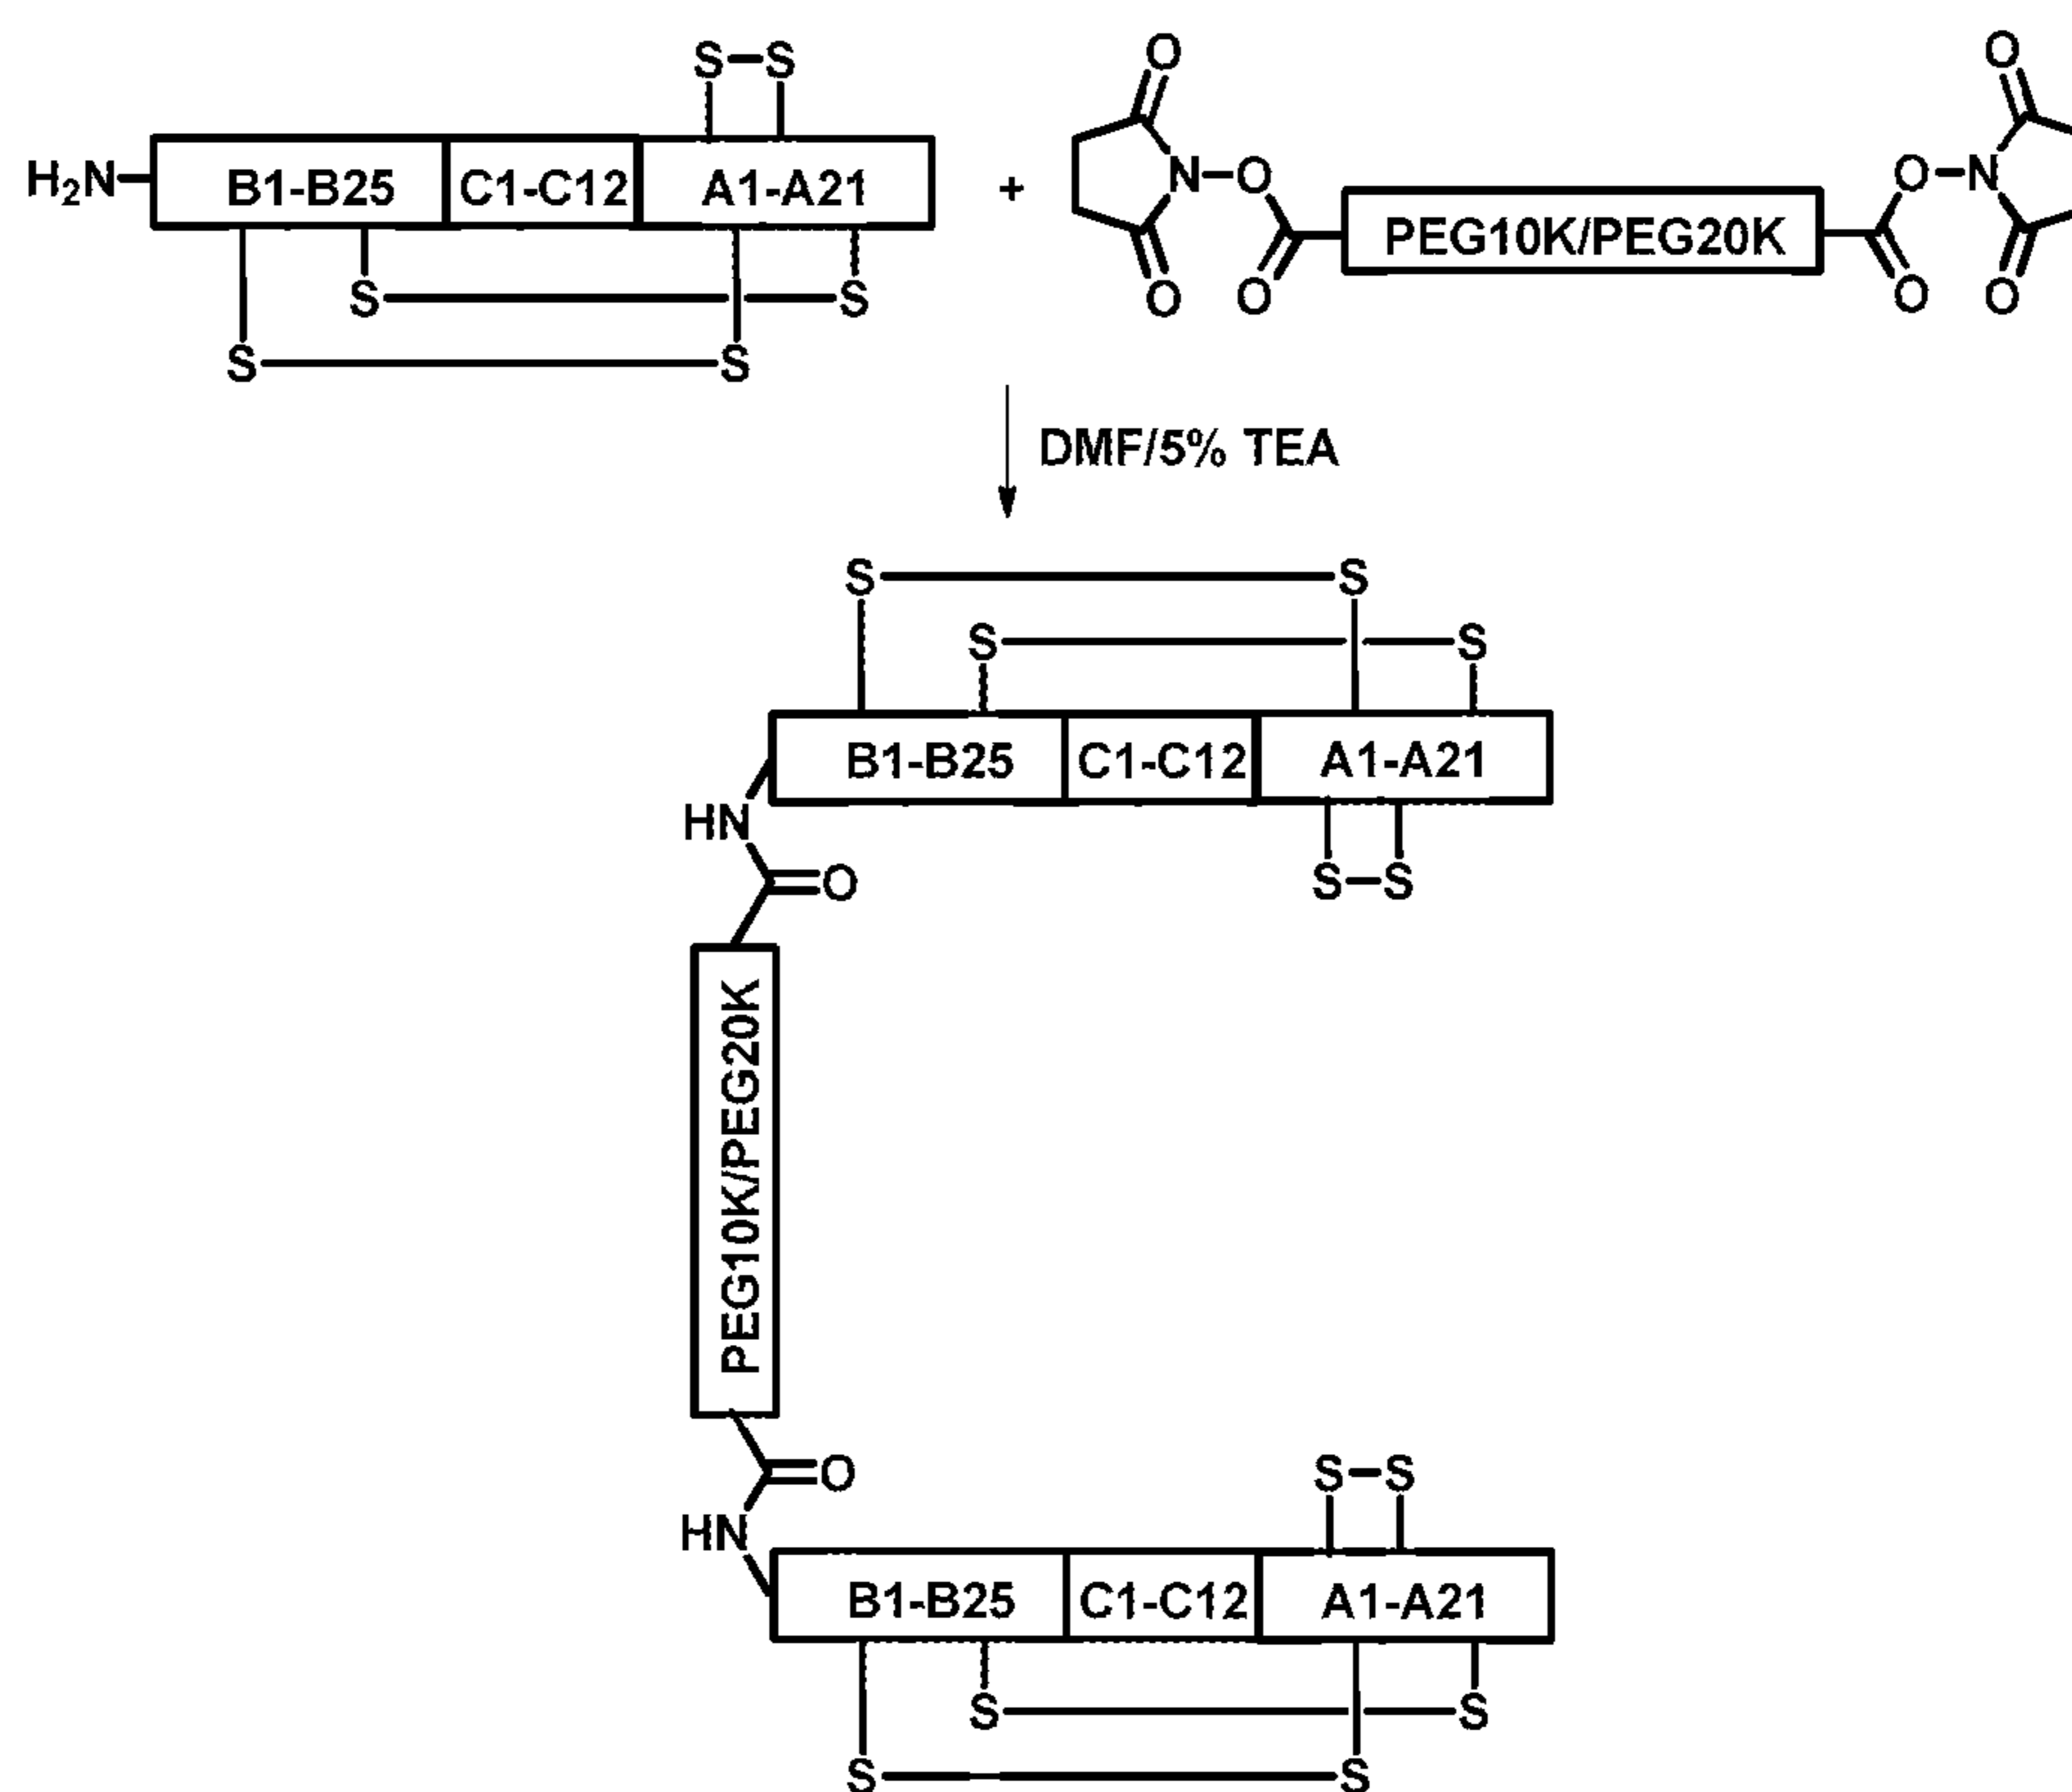 S-S O O
H₂N B1-B25 C1-C12 A1-A21 + N-O PEG10K/PEG20K O-N
S S O O O O
S S
DMF/5% TEA
S S
S S
B1-B25 C1-C12 A1-A21
HN
O S-S
PEG10K/PEG20K
O S-S
HN
B1-B25 C1-C12 A1-A21
S S
S S